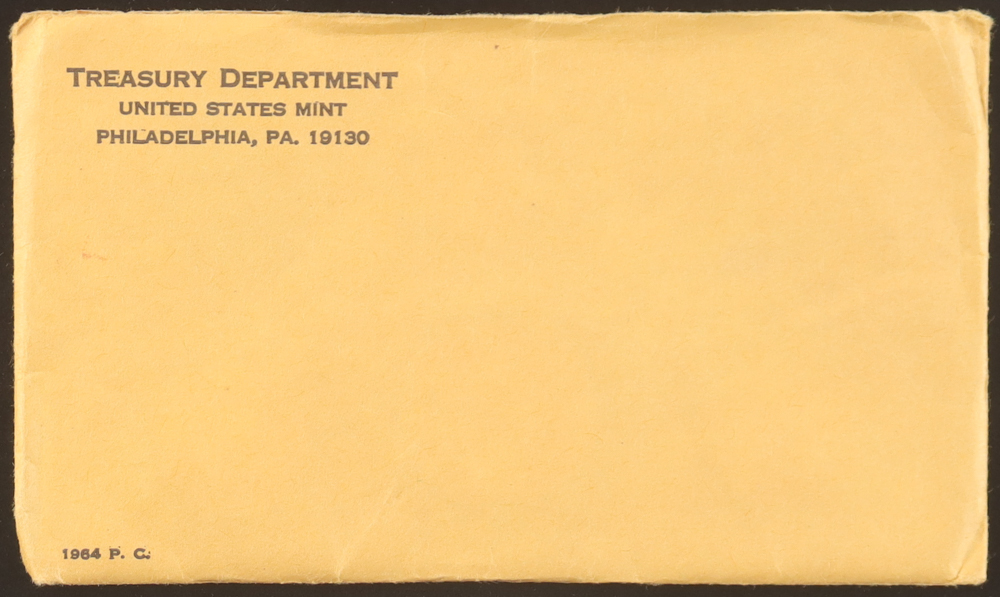 TREASURY DEPARTMENT
UNITED STATES MINT
PHILADELPHIA, PA. 19130
1964 P. C.